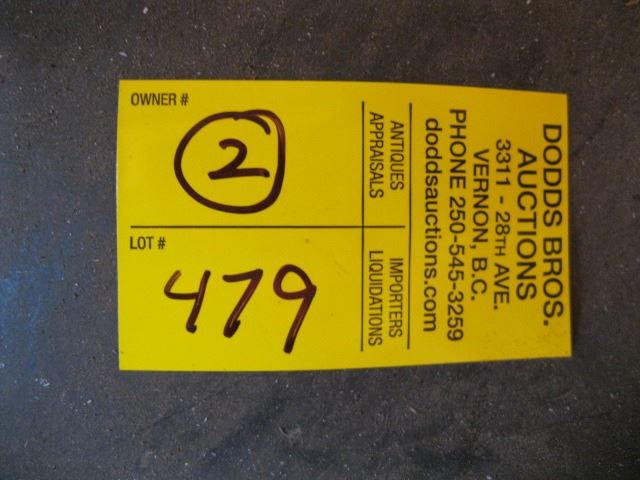 DODDS BROS.
AUCTIONS
3311 - 28TH AVE.
VERNON, B.C.
PHONE 250-545-3259
doddsauctions.com
ANTIQUES
APPRAISALS
IMPORTERS
LIQUIDATIONS
OWNER #
2
LOT #
479